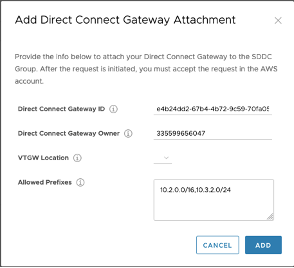 Add Direct Connect Gateway Attachment
Provide the info below to attach your Direct Connect Gateway to the SDDC
Group. After the request is initiated, you must accept the request in the AWS
account.
Direct Connect Gateway ID
e4b24dd2-67b4-4b72-9c59-70fa05
Direct Connect Gateway Owner
335599656047
VTGW Location
Allowed Prefixes
10.2.0.0/16,10.3.2.0/24
CANCEL
ADD